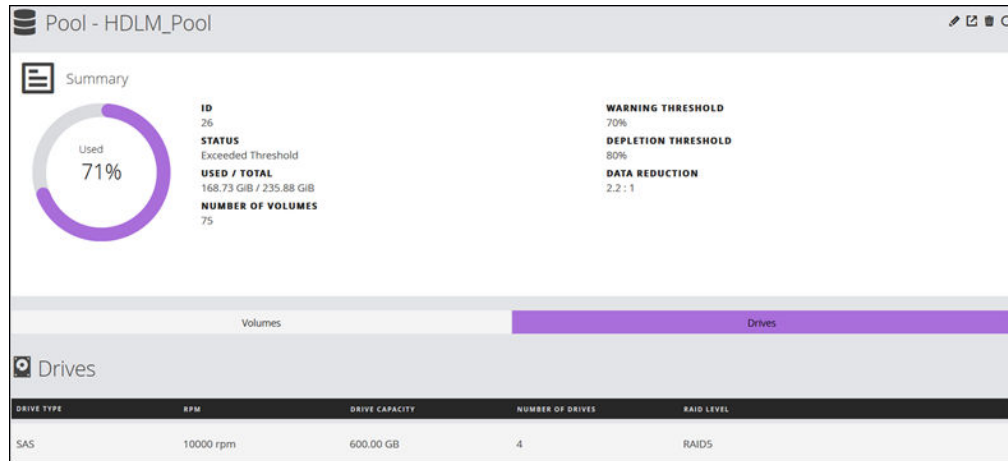 Pool - HDLM_Pool
Summary
Used
71%
ID
26
STATUS
Exceeded Threshold
USED / TOTAL
168.73 GiB / 235.88 GiB
NUMBER OF VOLUMES
75
WARNING THRESHOLD
70%
DEPLETION THRESHOLD
80%
DATA REDUCTION
2.2 : 1
Volumes Drives
Drives
DRIVE TYPE RPM DRIVE CAPACITY NUMBER OF DRIVES RAID LEVEL
SAS 10000 rpm 600.00 GB 4 RAID5